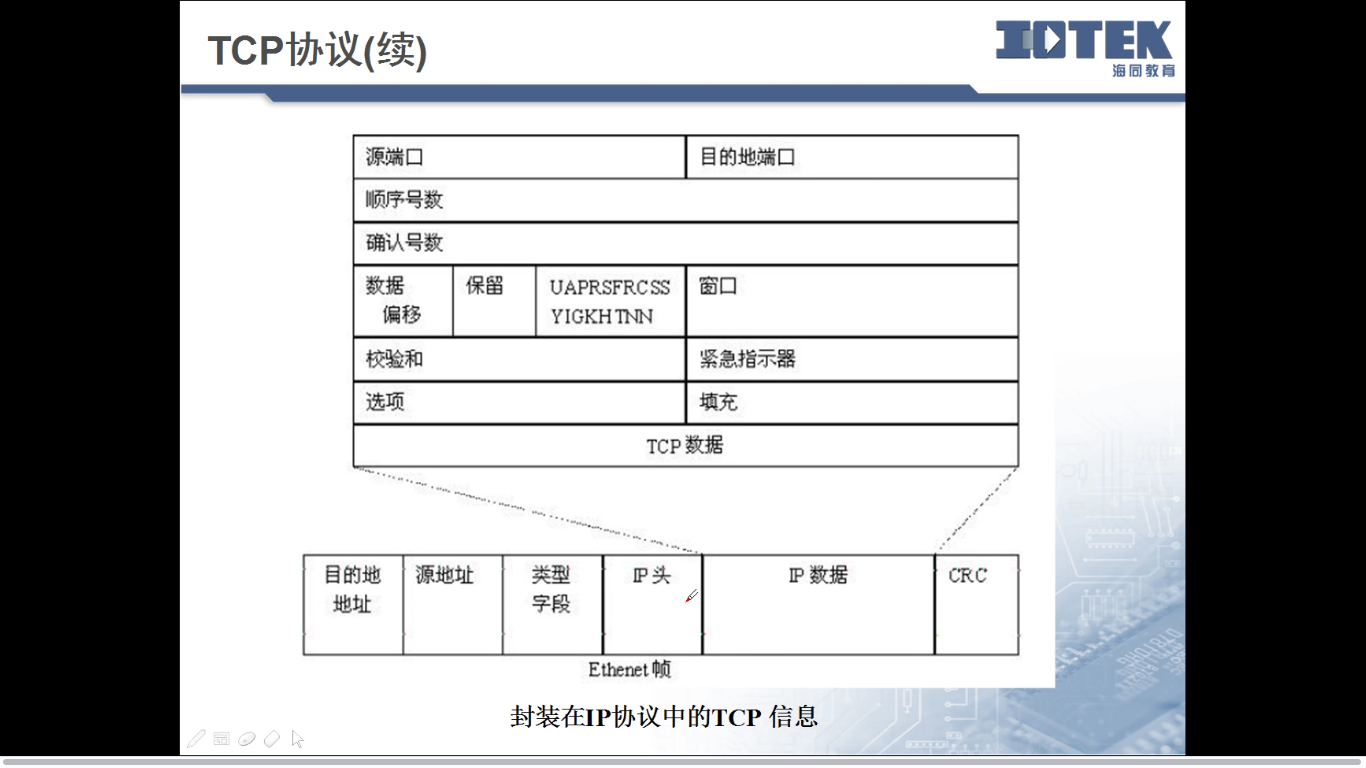 TCP协议(续)
IOTEK
海同教育
源端口 目的地端口
顺序号数
确认号数
数据 保留 UAPRSFRCSS 窗口
偏移 YIGKHTNN
校验和 紧急指示器
选项 填充
TCP 数据
目的地 源地址 类型 IP 头 IP 数据 CRC
地址 字段
Ethenet 帧
封装在IP协议中的TCP 信息